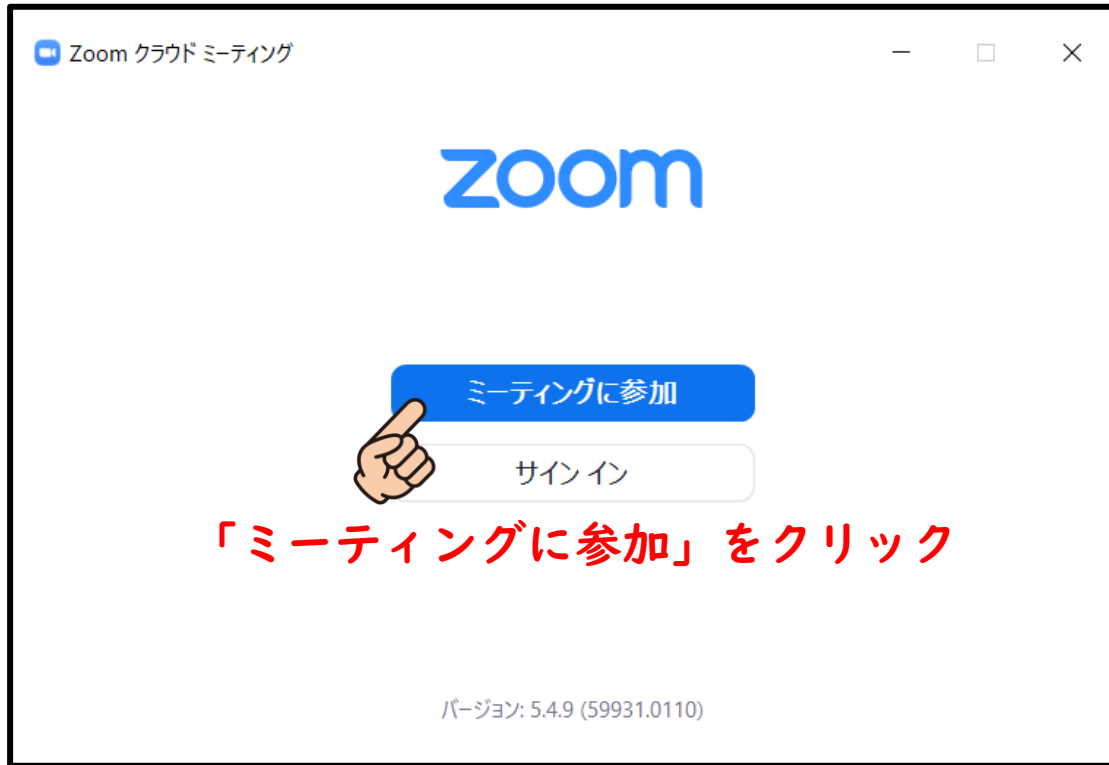 Zoom クラウド ミーティング
zoom
ミーティングに参加
サイン イン
「ミーティングに参加」をクリック
バージョン: 5.4.9 (59931.0110)